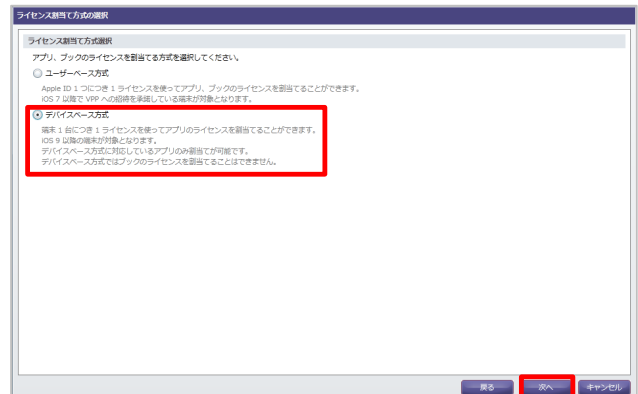 ライセンス割当て方式の選択
ライセンス割当て方式選択
アプリ、ブックのライセンスを割当てる方式を選択してください。
ユーザーベース方式
Apple ID 1 つにつき 1 ライセンスを使ってアプリ、ブックのライセンスを割当てることができます。
iOS 7 以降で VPP への招待を承諾している端末が対象となります。
デバイスベース方式
端末 1 台につき 1 ライセンスを使ってアプリのライセンスを割当てることができます。
iOS 9 以降の端末が対象となります。
デバイスベース方式に対応しているアプリのみ割当てが可能です。
デバイスベース方式ではブックのライセンスを割当てることはできません。
戻る 次へ キャンセル